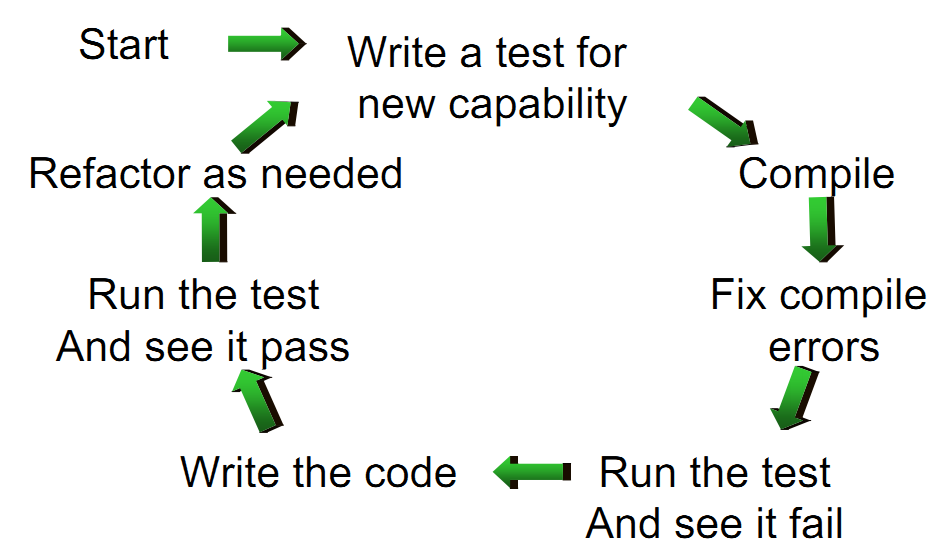 Start
Write a test for
new capability
Compile
Fix compile
errors
Run the test
And see it fail
Write the code
Run the test
And see it pass
Refactor as needed